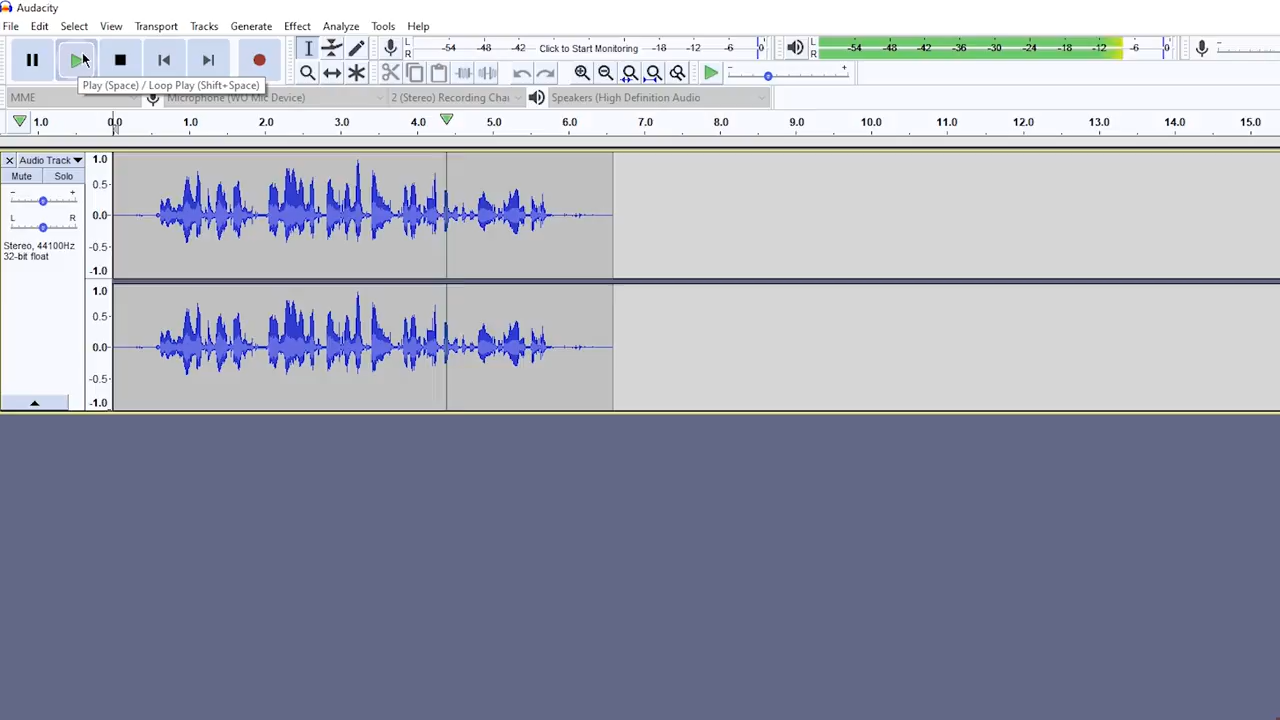 Audacity
File Edit Select View Transport Tracks Generate Effect Analyze Tools Help
L R -54 -48 -42 Click to Start Monitoring -18 -12 -6 0 L R -54 -48 -42 -36 -30 -24 -18 -12 -6 0 L R
Play (Space) / Loop Play (Shift+Space)
MME Microphone (WO Mic Device) 2 (Stereo) Recording Chai Speakers (High Definition Audio
1.0 0.0 1.0 2.0 3.0 4.0 5.0 6.0 7.0 8.0 9.0 10.0 11.0 12.0 13.0 14.0 15.0
Audio Track 1.0
Mute Solo
- + 0.5
L R 0.0
Stereo, 44100Hz -0.5
32-bit float
-1.0
1.0
0.5
0.0
-0.5
-1.0